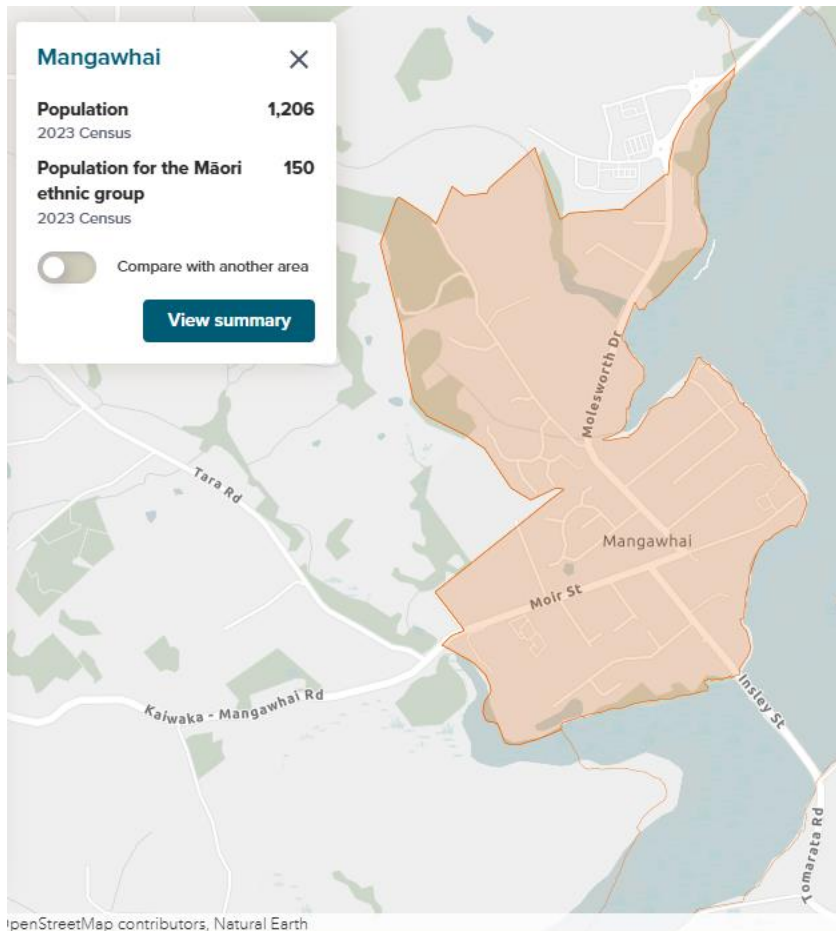 Mangawhai
Population 1,206
2023 Census
Population for the Māori 150
ethnic group
2023 Census
Compare with another area
View summary
Molesworth Dr
Tara Rd
Mangawhai
Moir St
Kaiwaka - Mangawhai Rd
Insley St
Tomarata Rd
penStreetMap contributors, Natural Earth